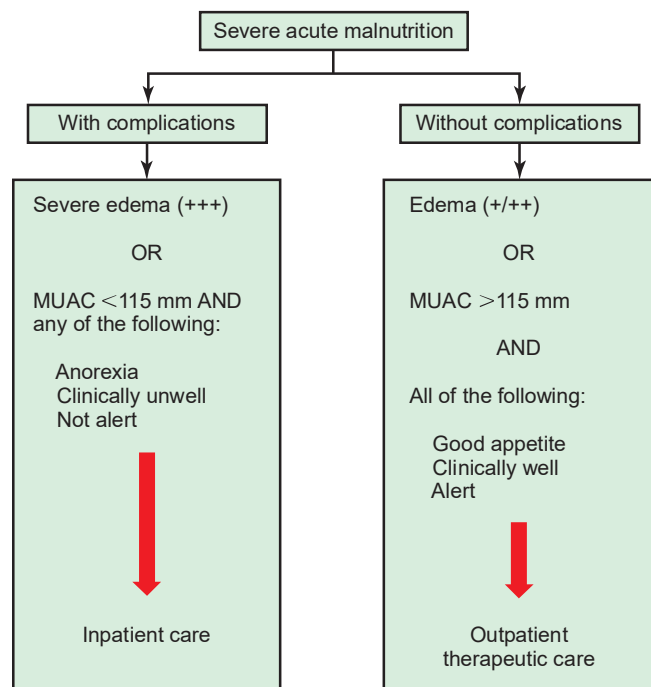 Severe acute malnutrition
With complications
Without complications
Severe edema (+++)
OR
MUAC <115 mm AND
any of the following:
Anorexia
Clinically unwell
Not alert
Inpatient care
Edema (+/++)
OR
MUAC >115 mm
AND
All of the following:
Good appetite
Clinically well
Alert
Outpatient
therapeutic care